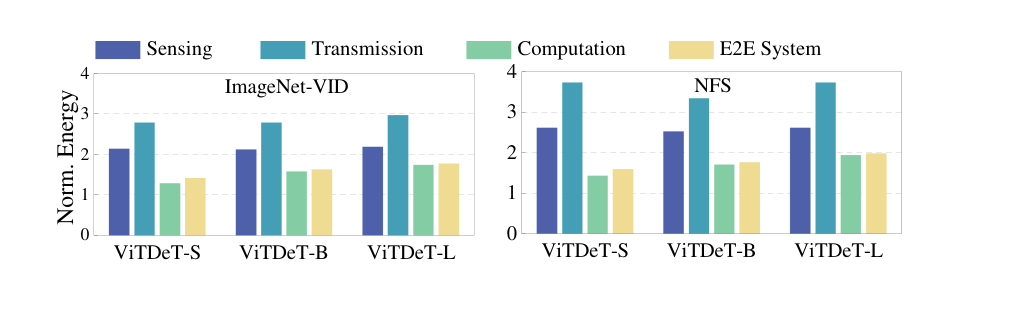 Sensing Transmission Computation E2E System
Norm. Energy
ImageNet-VID
4
3
2
1
0
ViTDeT-S ViTDeT-B ViTDeT-L
NFS
4
3
2
1
0
ViTDeT-S ViTDeT-B ViTDeT-L